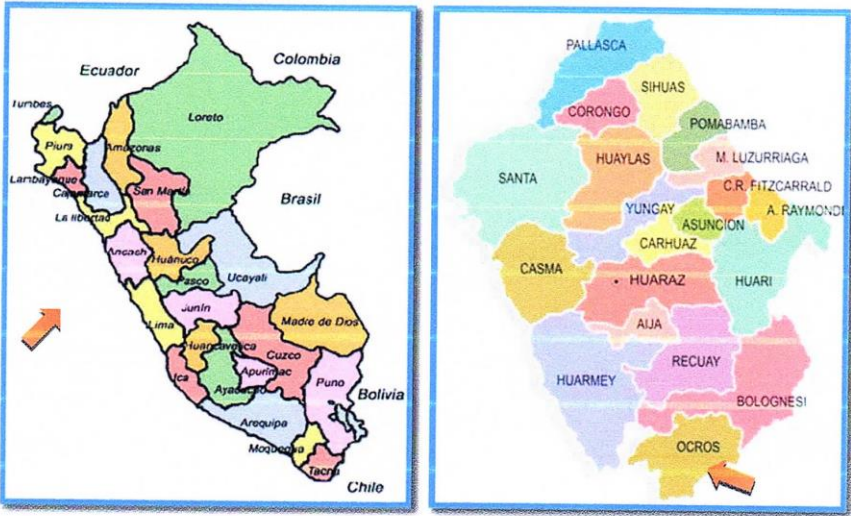 Colombia
Ecuador
Tumbes
Loreto
Piura
Amazonas
Lambayeque
Cajamarca
San Martín
La libertad
Brasil
Ancach
Huánuco
Ucayali
Pasco
Junín
Lima
Madre de Dios
Huancavelica
Cuzco
Ica
Apurimac
Ayacucho
Puno
Bolivia
Arequipa
Moquegua
Tacna
Chile
PALLASCA
SIHUAS
CORONGO
POMABAMBA
HUAYLAS
M. LUZURRIAGA
SANTA
C.R. FITZCARRALD
YUNGAY
A. RAYMONDI
ASUNCION
CARHUAZ
CASMA
HUARAZ
HUARI
AIJA
RECUAY
HUARMEY
BOLOGNESI
OCROS